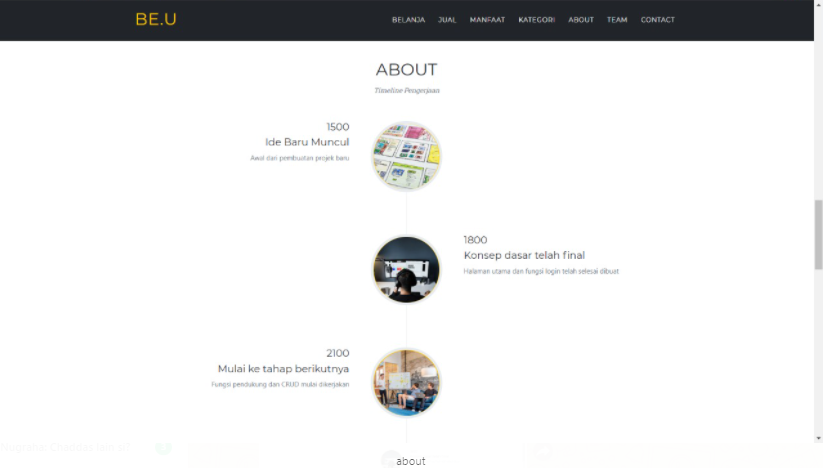 BE.U
BELANJA JUAL MANFAAT KATEGORI ABOUT TEAM CONTACT
ABOUT
Timeline Pengerjaan
1500
Ide Baru Muncul
Awal dari pembuatan projek baru
1800
Konsep dasar telah final
Halaman utama dan fungsi login telah selesai dibuat
2100
Mulai ke tahap berikutnya
Fungsi pendukung dan CRUD mulai dikerjakan
about